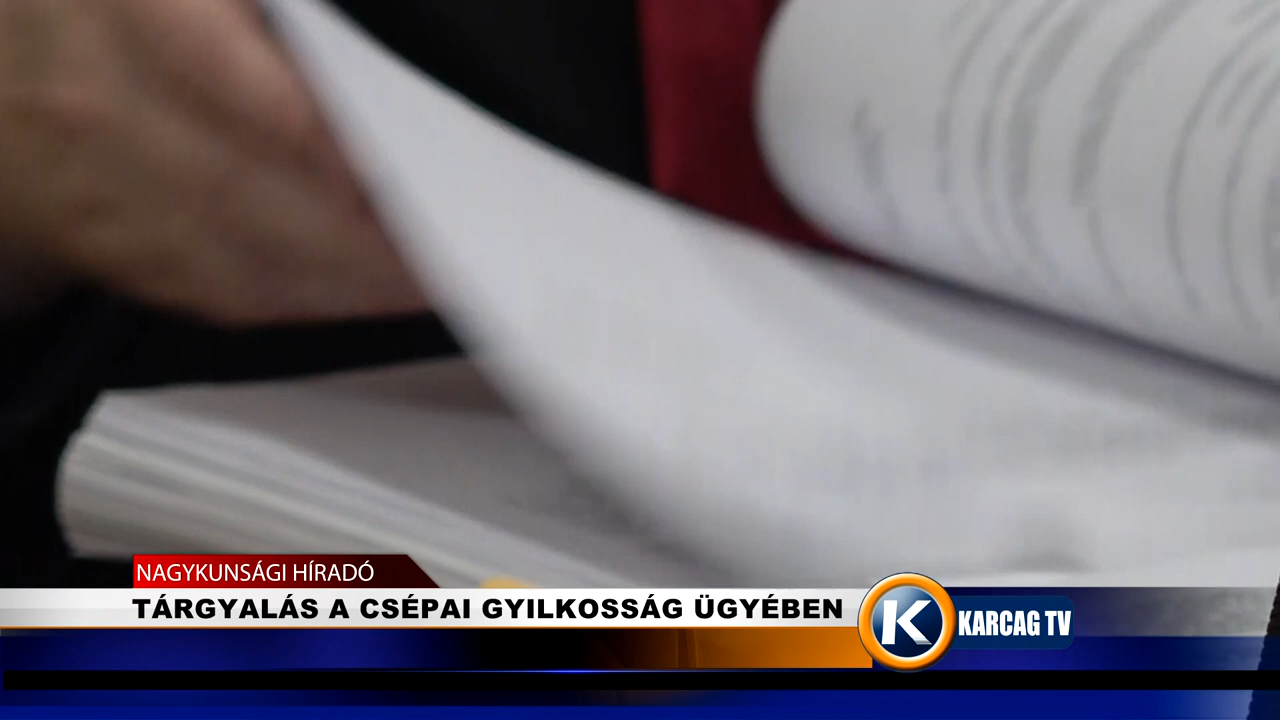 NAGYKUNSÁGI HÍRADÓ
TÁRGYALÁS A CSÉPAI GYILKOSSÁG ÜGYÉBEN
K KARCAG TV